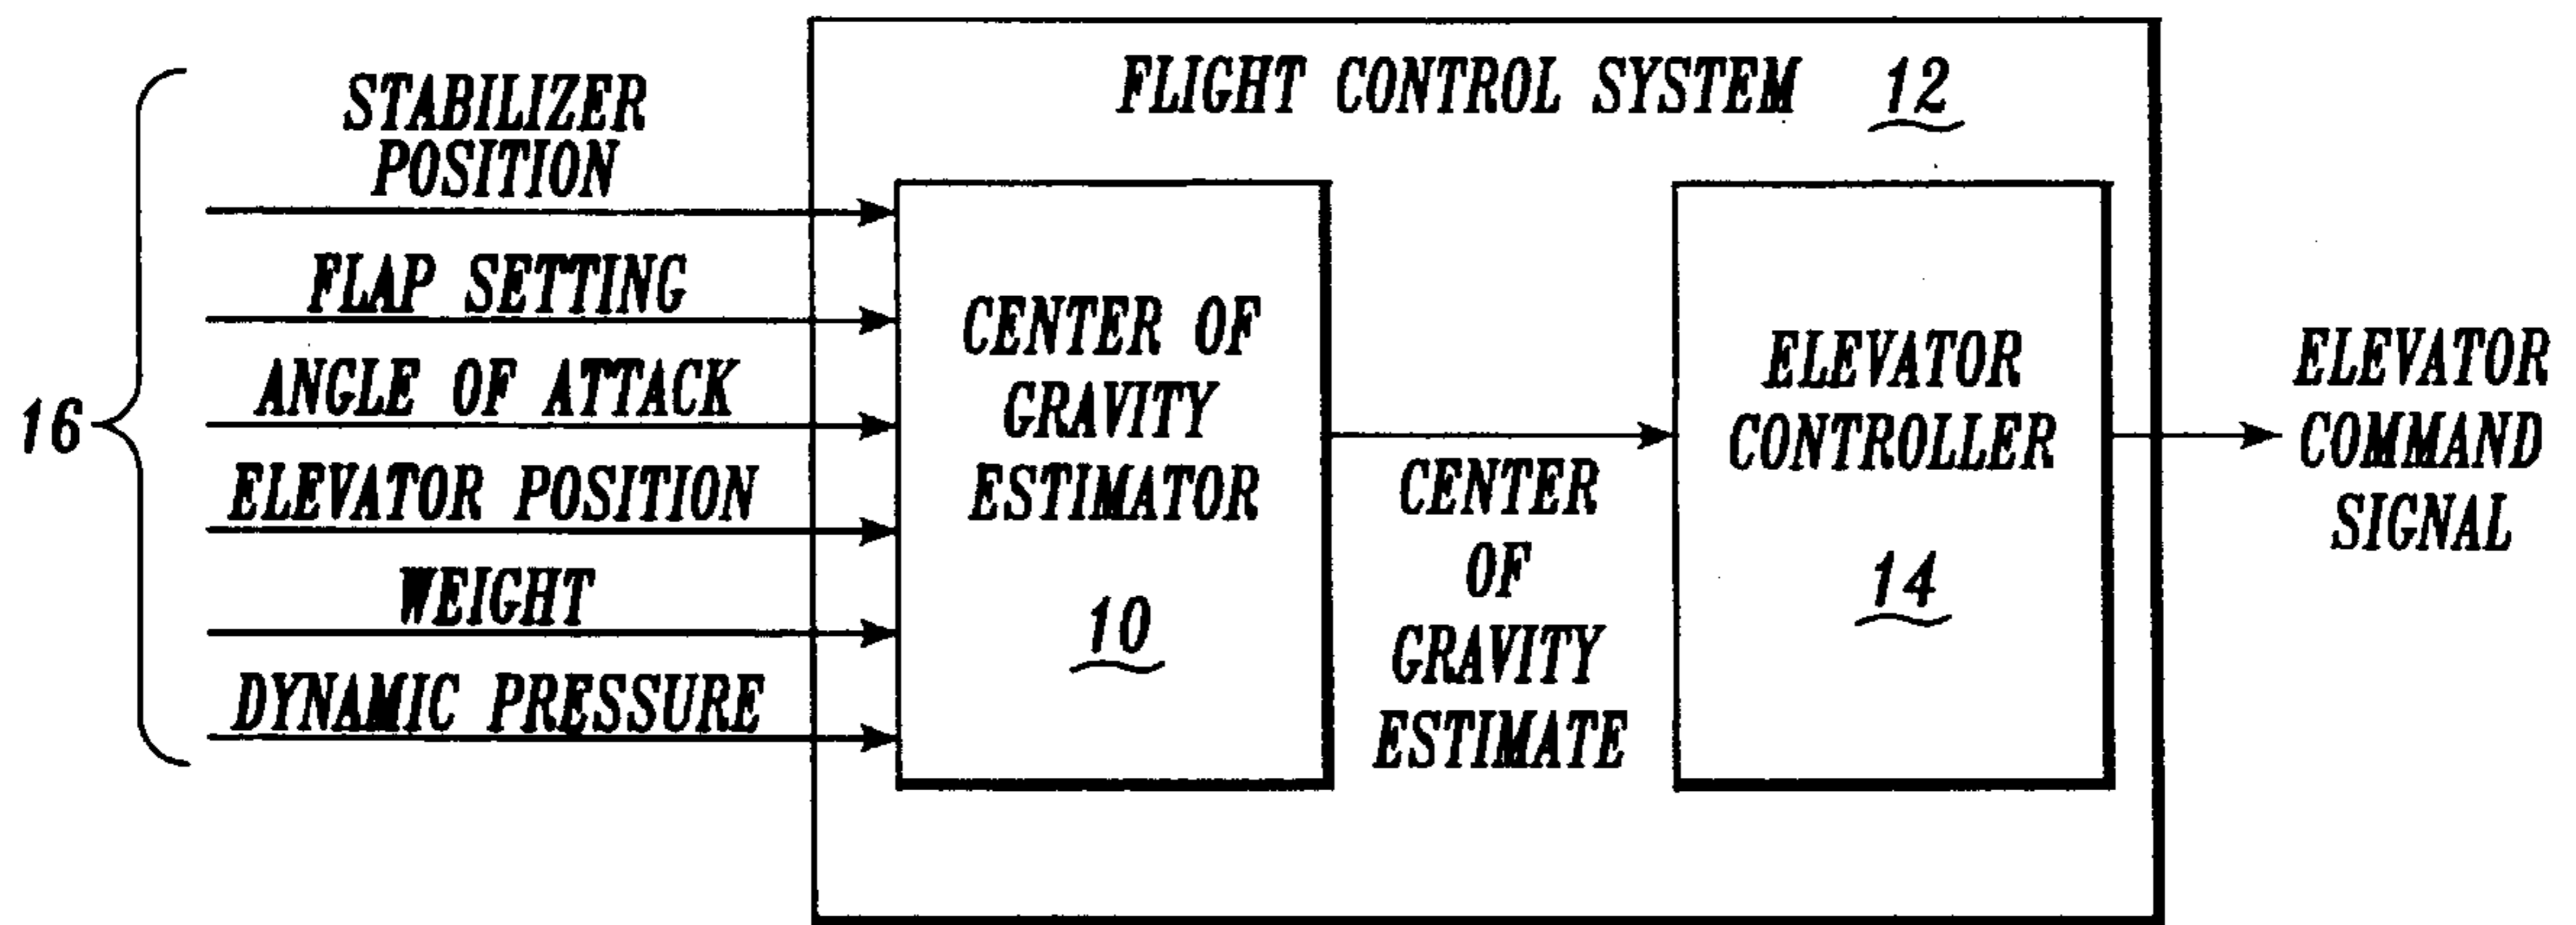 FLIGHT CONTROL SYSTEM 12
16
STABILIZER
POSITION
FLAP SETTING
ANGLE OF ATTACK
ELEVATOR POSITION
WEIGHT
DYNAMIC PRESSURE
CENTER OF
GRAVITY
ESTIMATOR
10
CENTER
OF
GRAVITY
ESTIMATE
ELEVATOR
CONTROLLER
14
ELEVATOR
COMMAND
SIGNAL